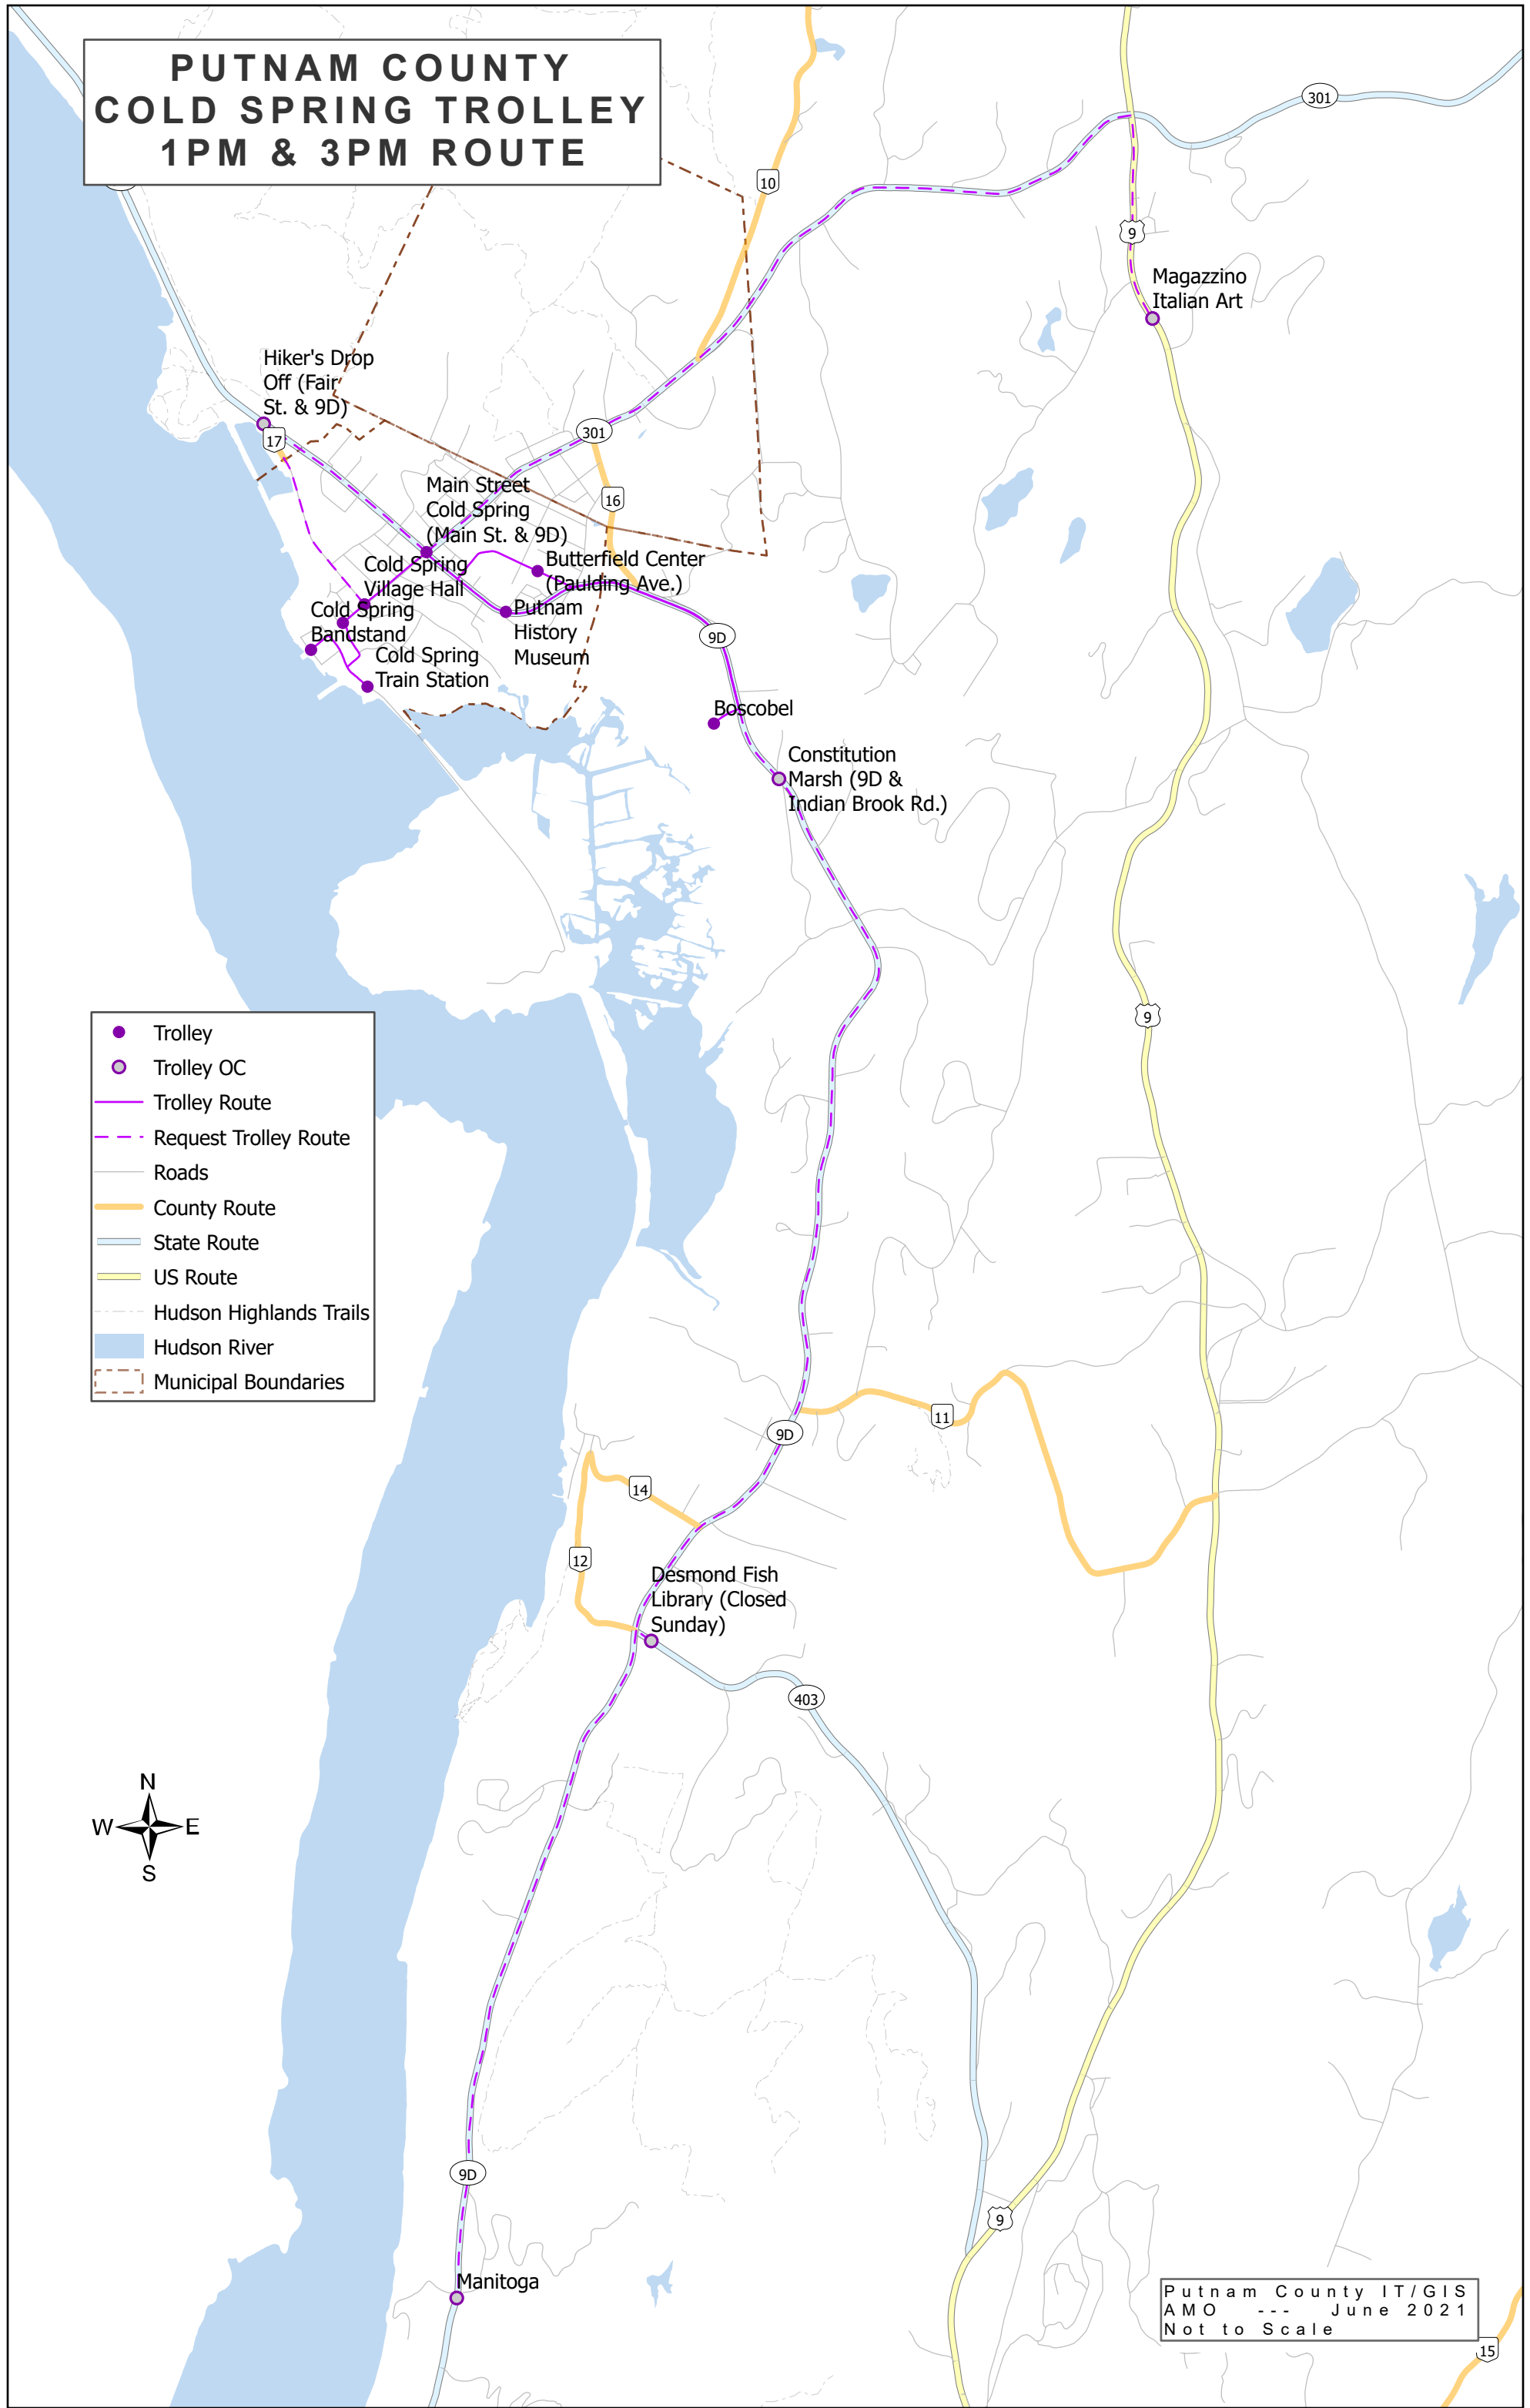 PUTNAM COUNTY
COLD SPRING TROLLEY
1PM & 3PM ROUTE
301
10
9
Magazzino
Italian Art
Hiker's Drop
Off (Fair
St. & 9D)
17
301
Main Street
Cold Spring
(Main St. & 9D)
16
Cold Spring
Village Hall
Butterfield Center
(Paulding Ave.)
Cold Spring
Bandstand
Putnam
History
Museum
9D
Cold Spring
Train Station
Boscobel
Constitution
Marsh (9D &
Indian Brook Rd.)
9
Trolley
Trolley OC
Trolley Route
Request Trolley Route
Roads
County Route
State Route
US Route
Hudson Highlands Trails
Hudson River
Municipal Boundaries
11
9D
14
12
Desmond Fish
Library (Closed
Sunday)
403
N
W E
S
9D
9
Manitoga
Putnam County IT/GIS
AMO --- June 2021
Not to Scale
15